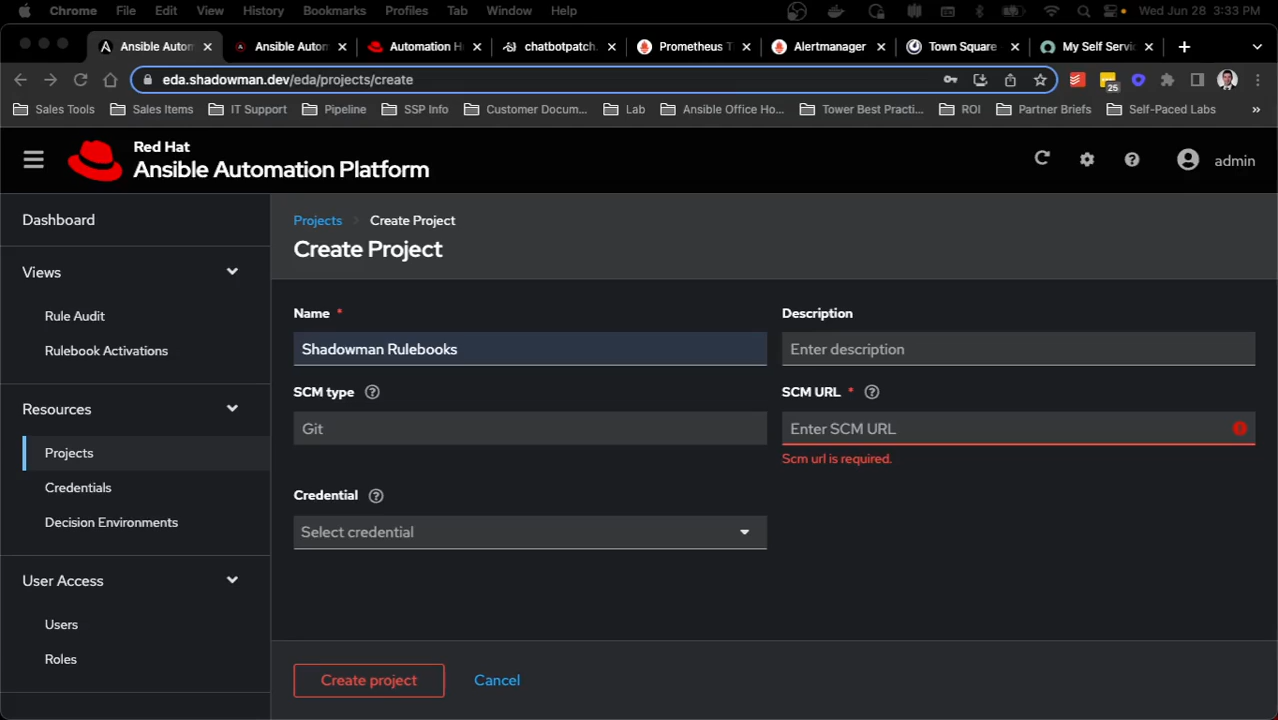 Chrome File Edit View History Bookmarks Profiles Tab Window Help Wed Jun 28 3:33 PM
Ansible Autom Ansible Autom Automation H chatbotpatch. Prometheus T Alertmanager Town Square My Self Servi
eda.shadowman.dev/eda/projects/create
25
Sales Tools Sales Items IT Support Pipeline SSP Info Customer Docum... Lab Ansible Office Ho... Tower Best Practi... ROI Partner Briefs Self-Paced Labs »
Red Hat
Ansible Automation Platform
admin
Dashboard
Views
Rule Audit
Rulebook Activations
Resources
Projects
Credentials
Decision Environments
User Access
Users
Roles
Projects > Create Project
Create Project
Name *
Shadowman Rulebooks
Description
Enter description
SCM type
Git
SCM URL *
Enter SCM URL
Scm url is required.
Credential
Select credential
Create project Cancel